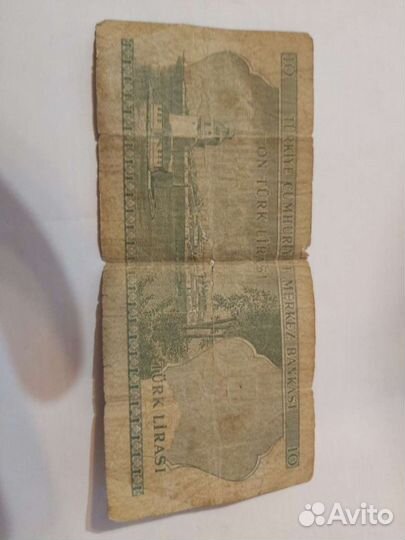 10 TÜRKİYE CUMHURİYET MERKEZ BANKASI 10
ON TÜRK LİRASI
TÜRK LİRASI
Avito